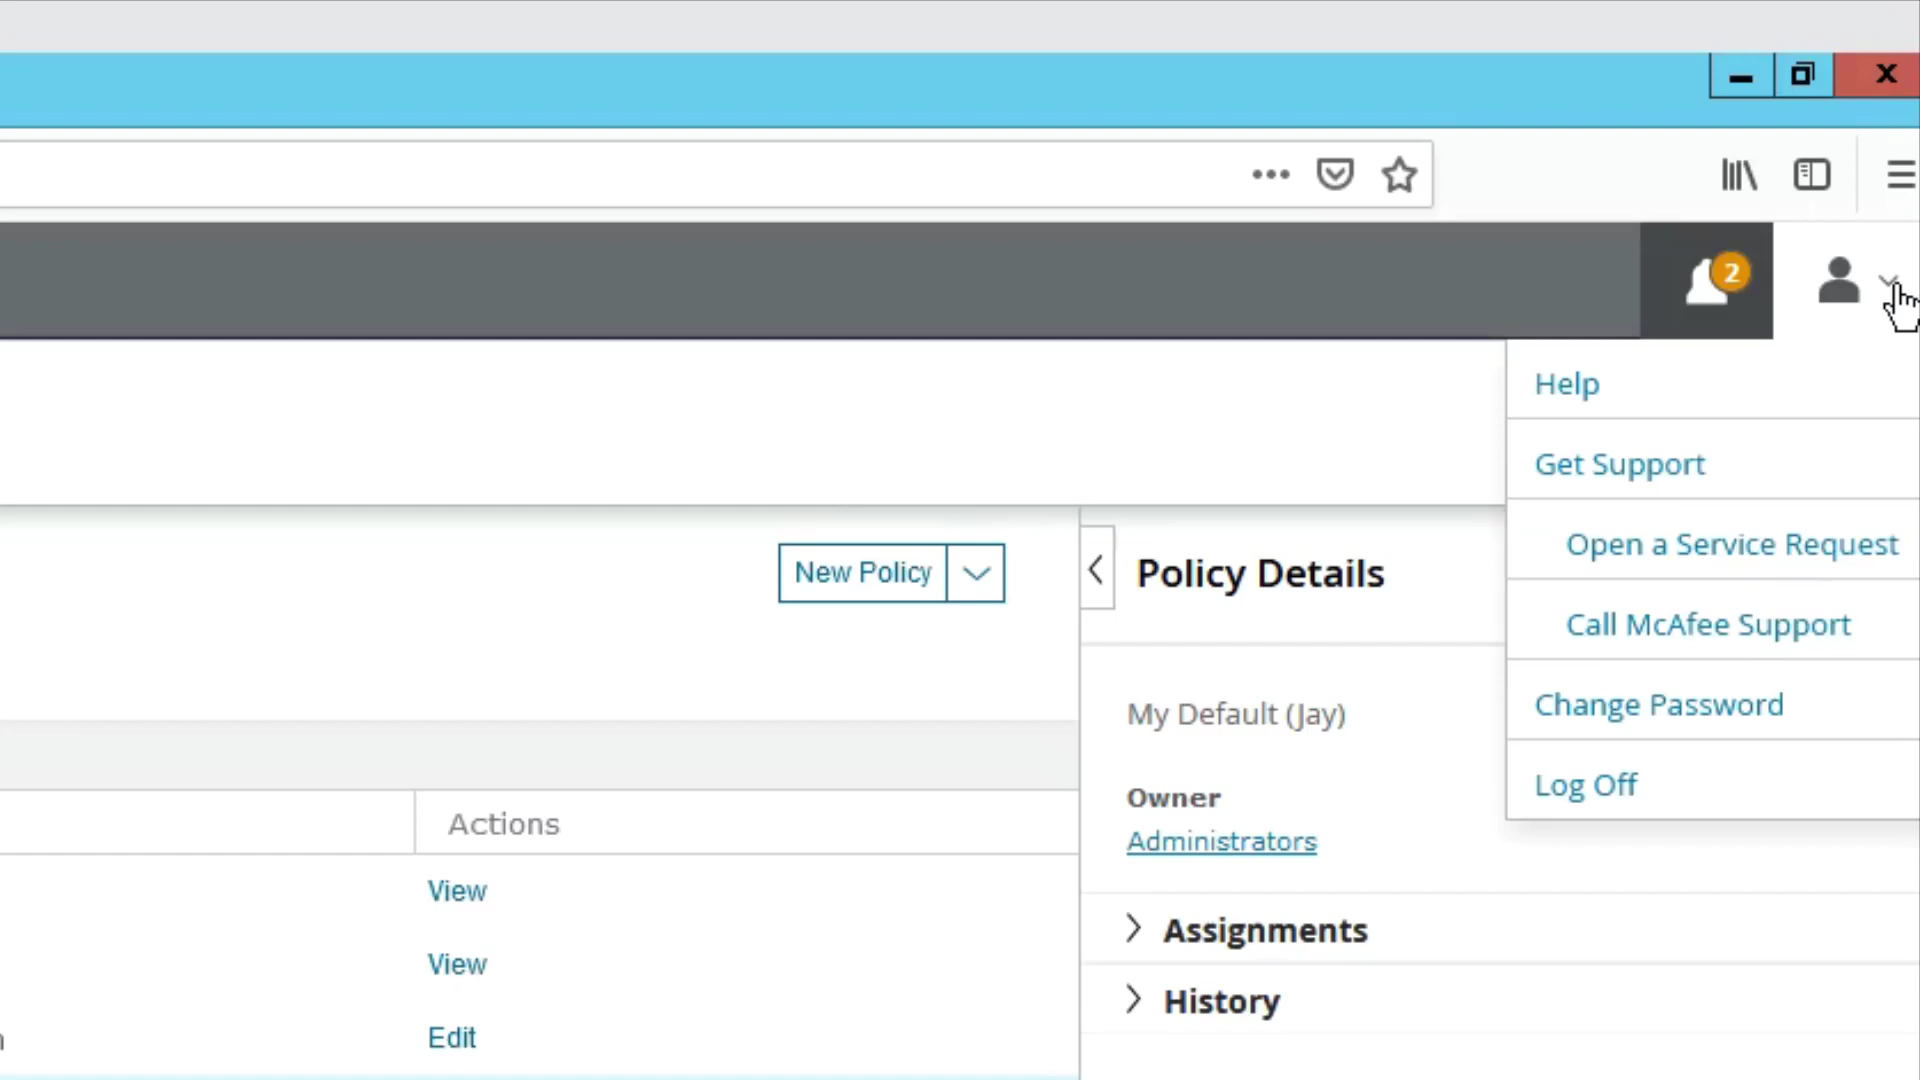 2
Help
Get Support
Open a Service Request
Call McAfee Support
Change Password
Log Off
New Policy
Policy Details
My Default (Jay)
Owner
Administrators
Actions
View
View
Edit
Assignments
History